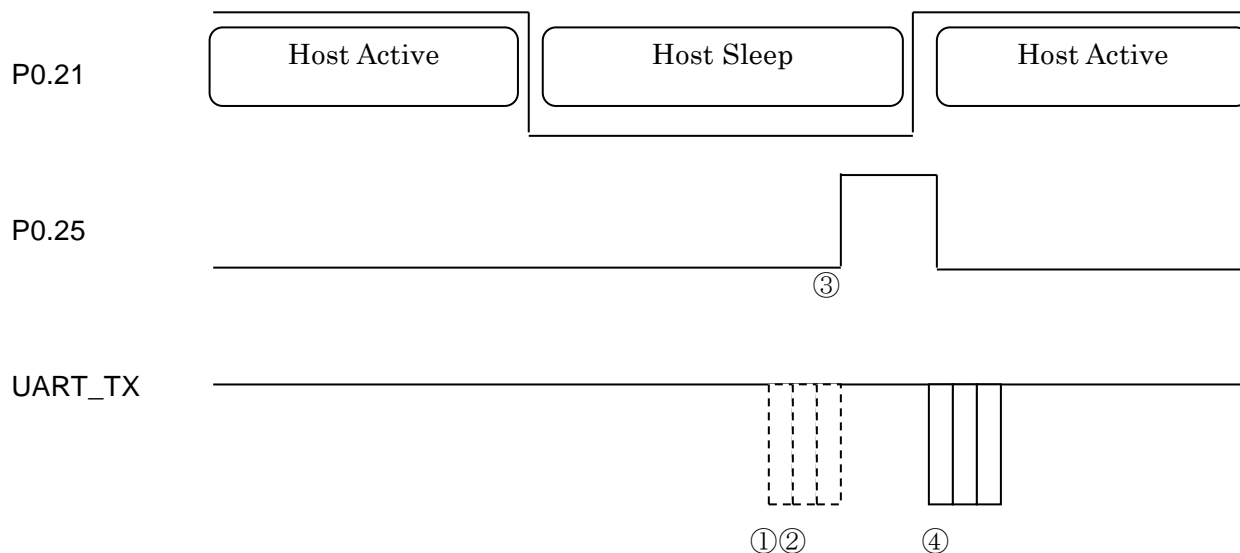 Host Active
Host Sleep
Host Active
P0.21
P0.25
③
UART_TX
①②
④